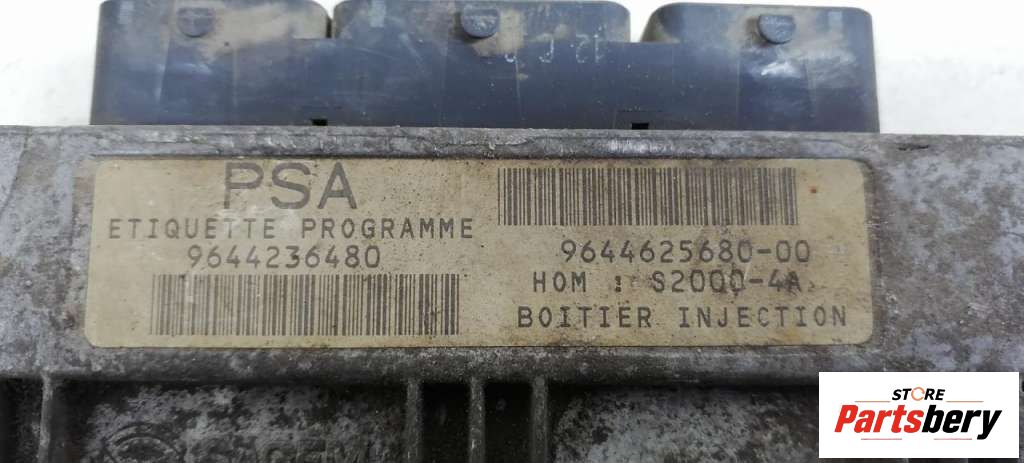 PSA
ETIQUETTE PROGRAMME
9644236480
9644625680-00
HOM : S2000-4A
BOITIER INJECTION
STORE
Partsbery